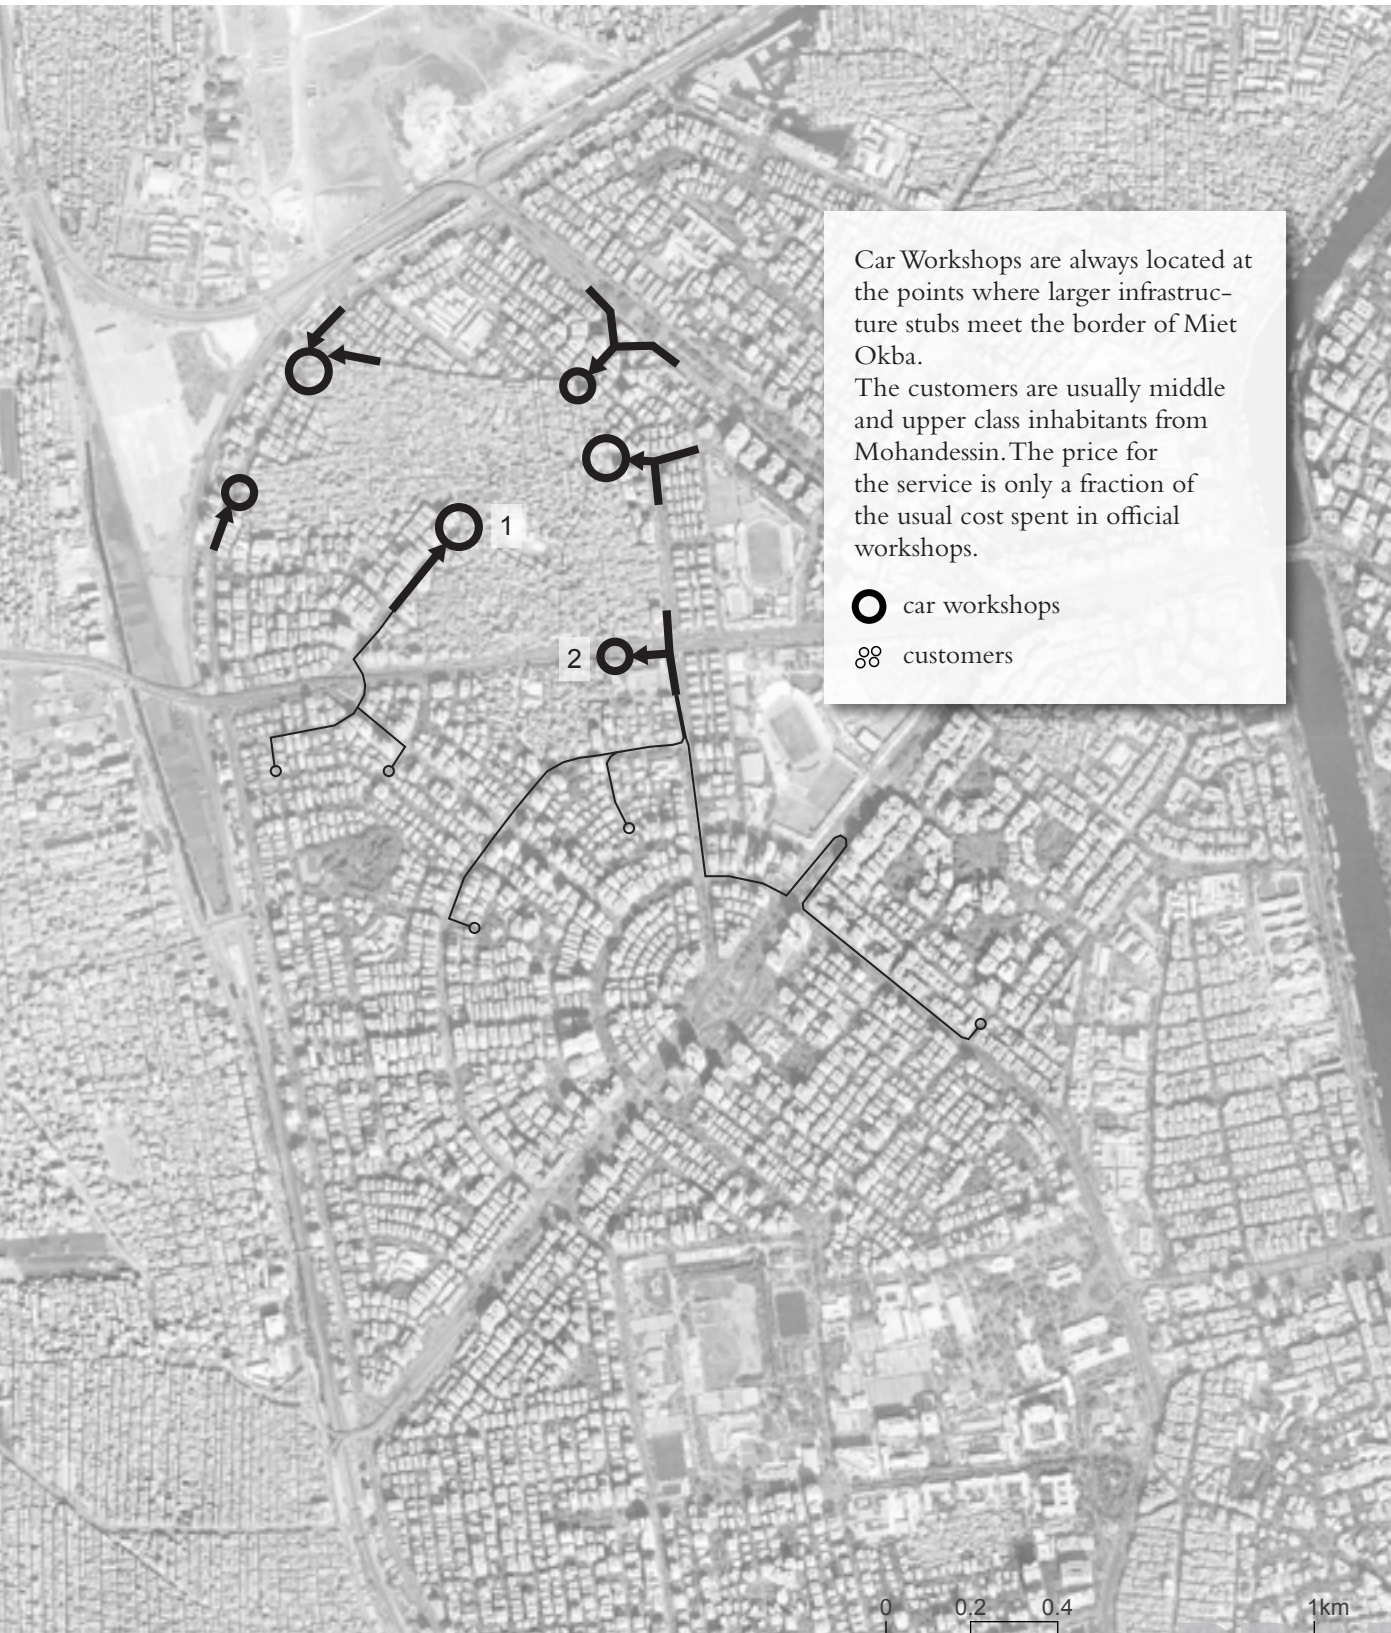 Car Workshops are always located at
the points where larger infrastruc-
ture stubs meet the border of Miet
Okba.
The customers are usually middle
and upper class inhabitants from
Mohandessin. The price for
the service is only a fraction of
the usual cost spent in official
workshops.
car workshops
customers
1
2
0 0.2 0.4 1km